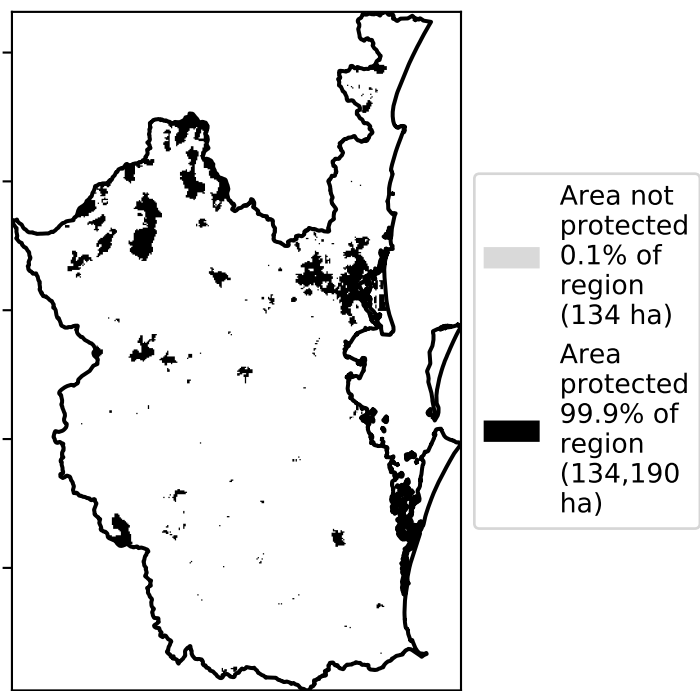 Area not
protected
0.1% of
region
(134 ha)
Area
protected
99.9% of
region
(134,190
ha)